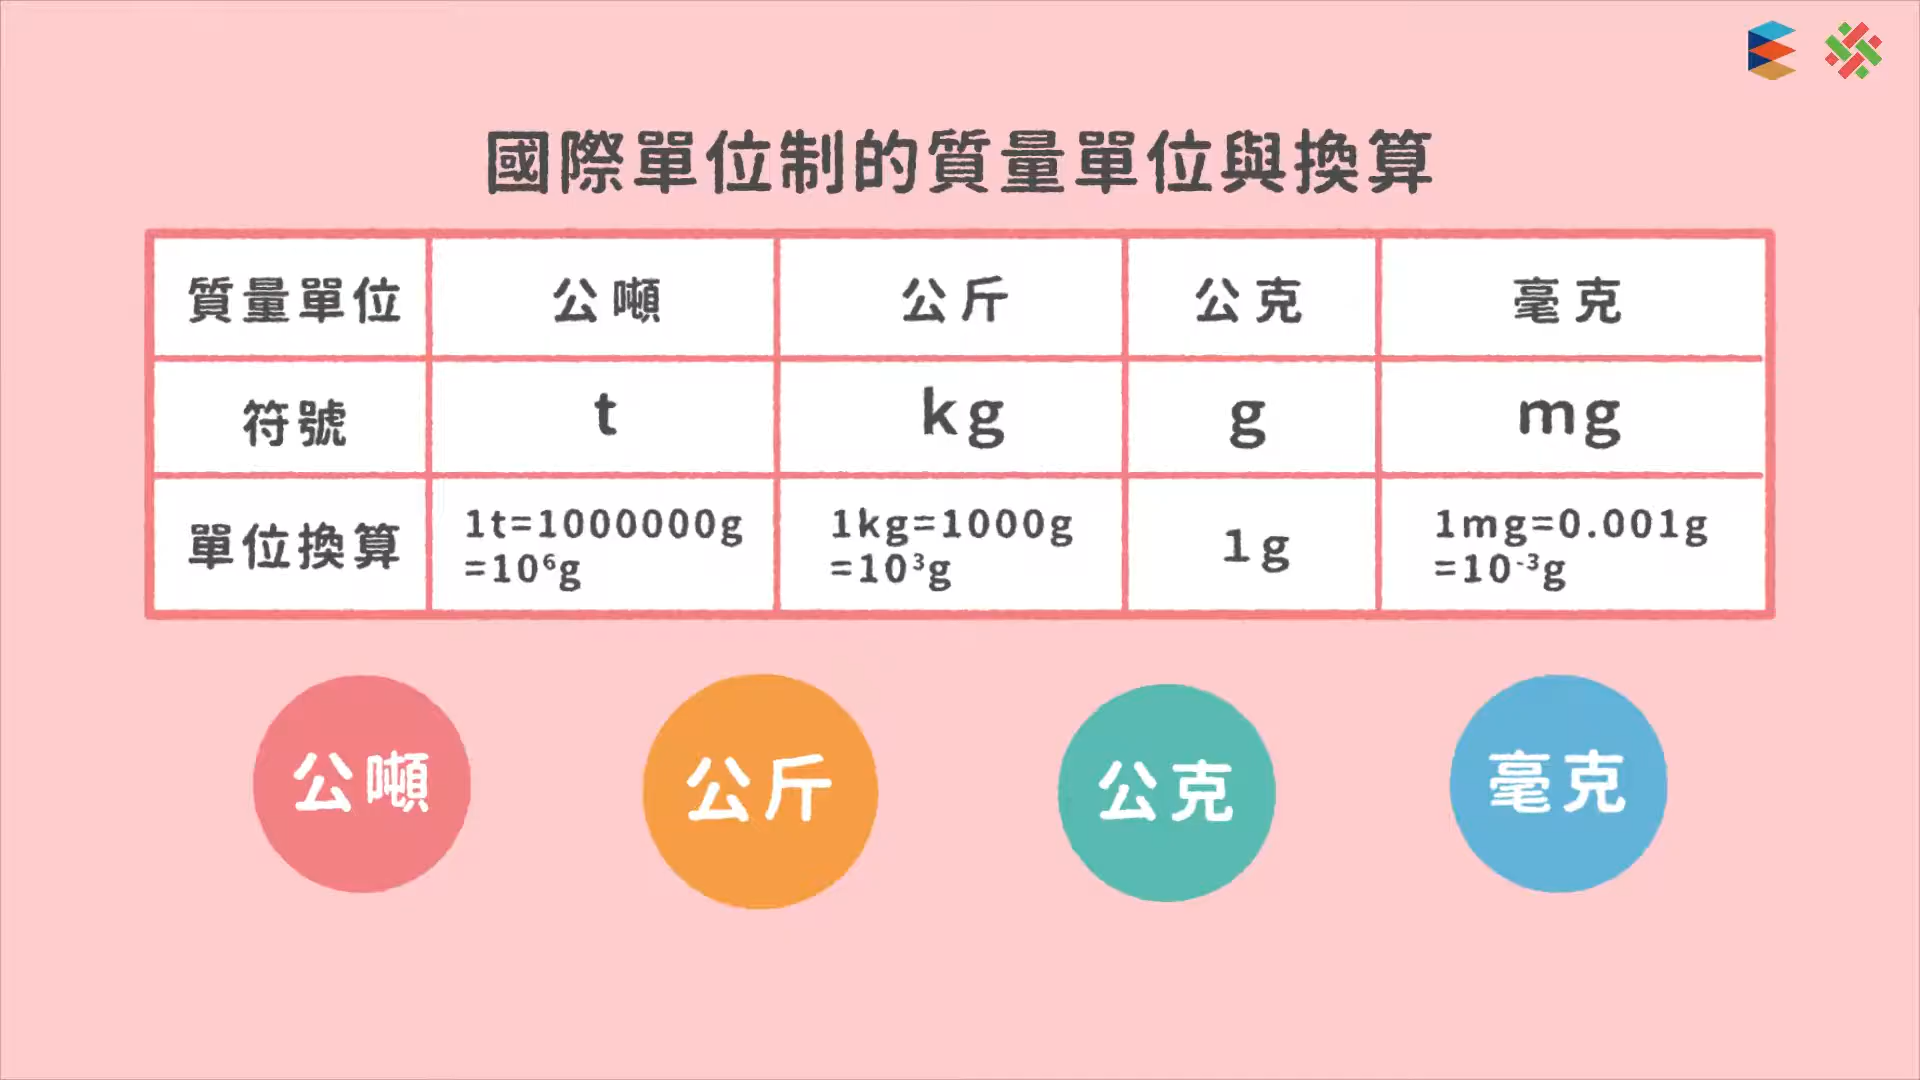 國際單位制的質量單位與換算
質量單位 公噸 公斤 公克 毫克
符號 t kg g mg
單位換算 1t=1000000g =10⁶g 1kg=1000g =10³g 1g 1mg=0.001g =10⁻³g
公噸 公斤 公克 毫克